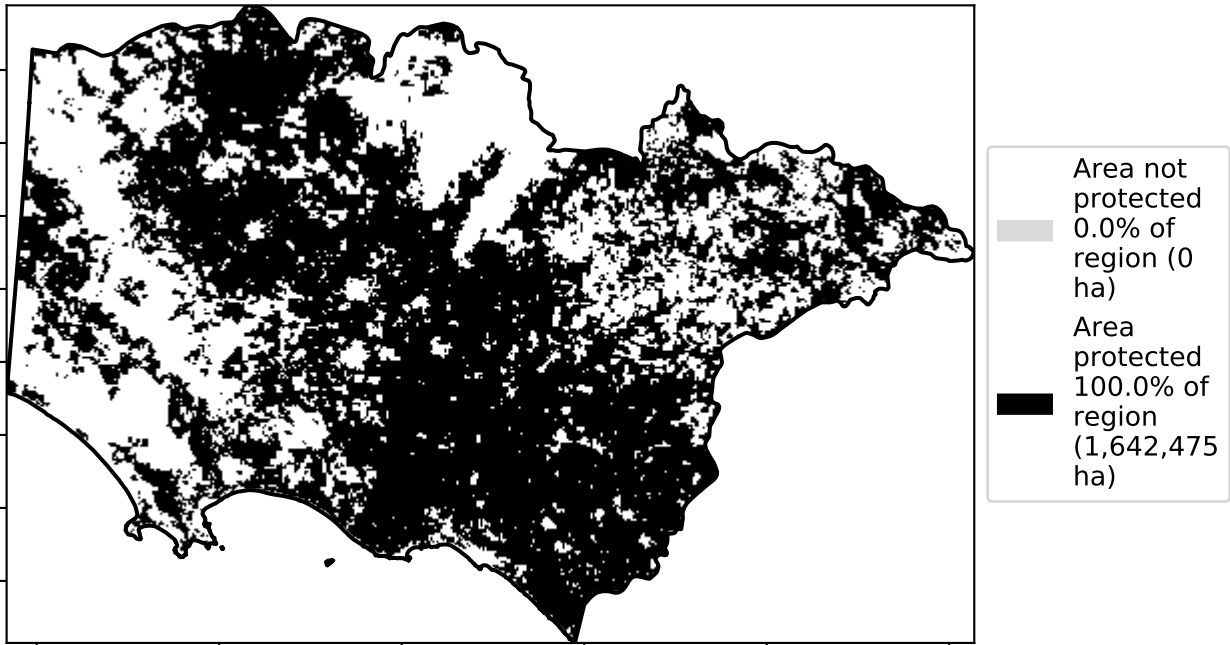 Area not
protected
0.0% of
region (0
ha)
Area
protected
100.0% of
region
(1,642,475
ha)